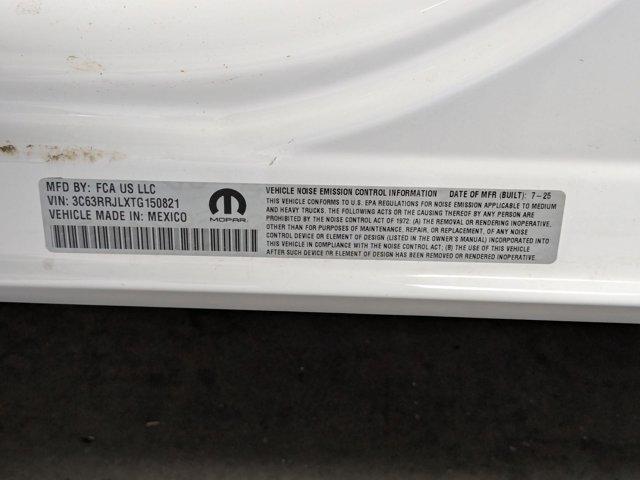 MFD BY: FCA US LLC
VIN: 3C63RRJLXTG150821
VEHICLE MADE IN: MEXICO
MOPAR
VEHICLE NOISE EMISSION CONTROL INFORMATION DATE OF MFR (BUILT): 7-25
THIS VEHICLE CONFORMS TO U.S. EPA REGULATIONS FOR NOISE EMISSION APPLICABLE TO MEDIUM
AND HEAVY TRUCKS. THE FOLLOWING ACTS OR THE CAUSING THEREOF BY ANY PERSON ARE
PROHIBITED BY THE NOISE CONTROL ACT OF 1972: (A) THE REMOVAL OR RENDERING INOPERATIVE,
OTHER THAN FOR PURPOSES OF MAINTENANCE, REPAIR, OR REPLACEMENT, OF ANY DEVICE OR
ELEMENT OF DESIGN (LISTED IN THE OWNER'S MANUAL) INCORPORATED INTO
THIS VEHICLE IN COMPLIANCE WITH THE NOISE CONTROL ACT; (B) THE USE OF THIS VEHICLE
AFTER SUCH DEVICE OR ELEMENT OF DESIGN HAS BEEN REMOVED OR RENDERED INOPERATIVE.